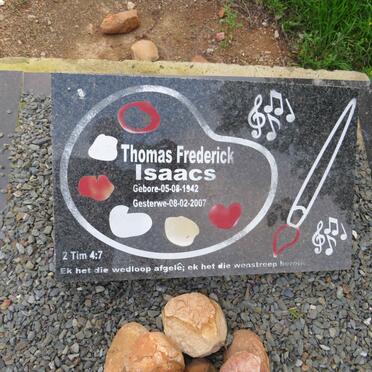 Thomas Frederick
Isaacs
Gebore-05-08-1942
Gesterwe-08-02-2007
2 Tim 4:7
Ek het die wedloop afgelê; ek het die wenstreep